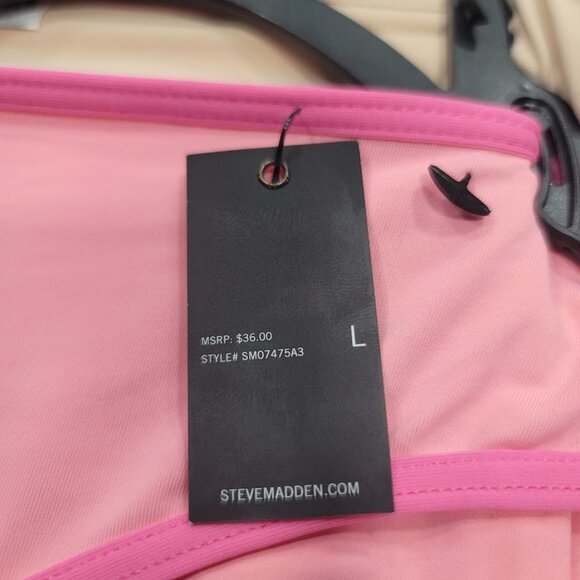 MSRP: $36.00
L
STYLE# SM07475A3
STEVEMADDEN.COM